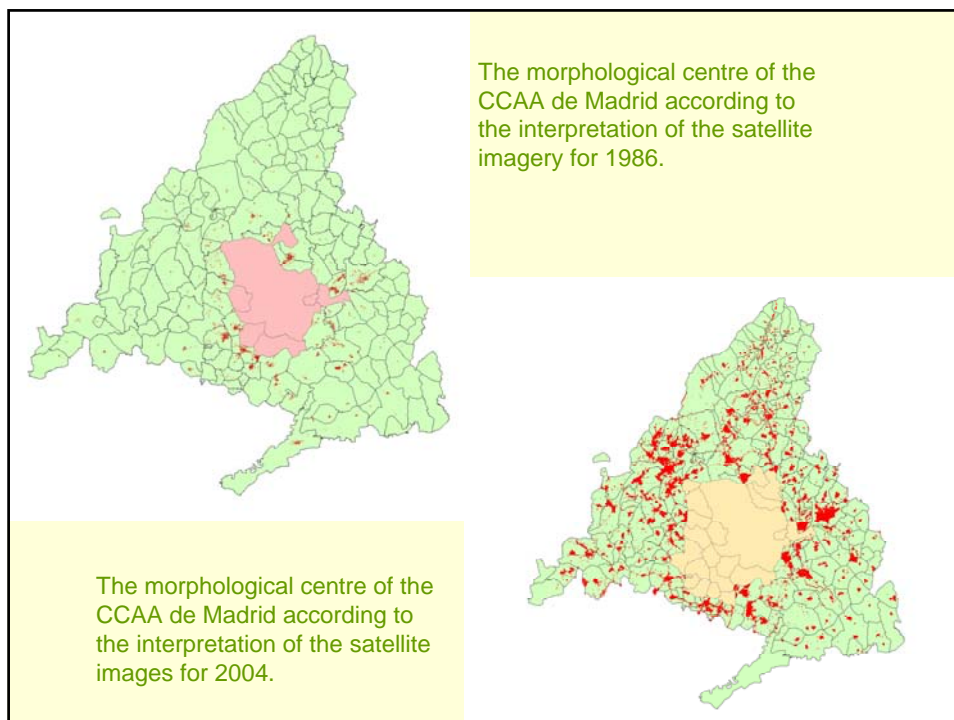 The morphological centre of the
CCAA de Madrid according to
the interpretation of the satellite
imagery for 1986.
The morphological centre of the
CCAA de Madrid according to
the interpretation of the satellite
images for 2004.